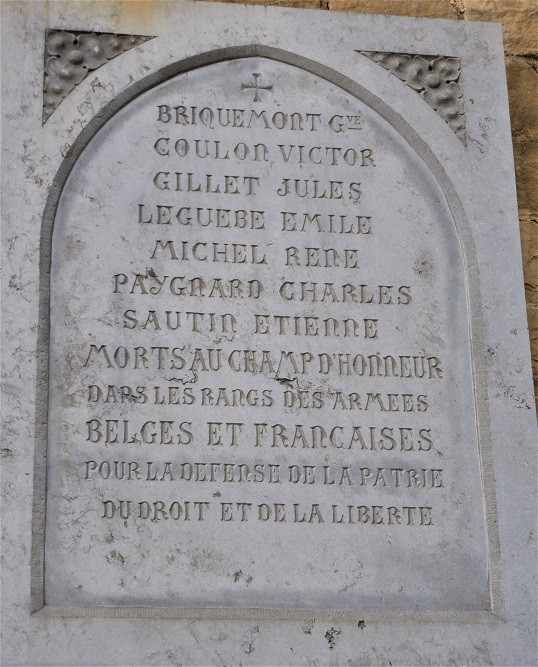 BRIQUEMONT GVE
COULON VICTOR
GILLET JULES
LEGUEBE EMILE
MICHEL RENE
PAYGNARD CHARLES
SAUTIN ETIENNE
MORTS AU CHAMP D'HONNEUR
DANS LES RANGS DES ARMEES
BELGES ET FRANCAISES
POUR LA DEFENSE DE LA PATRIE
DU DROIT ET DE LA LIBERTE